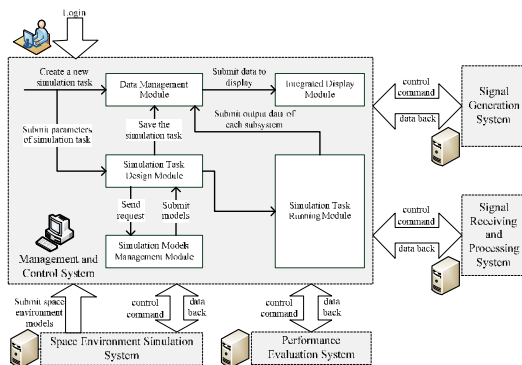 Login
Create a new
simulation task
Data Management
Module
Submit data to
display
Integrated Display
Module
control
command
data back
Signal
Generation
System
Submit parameters
of simulation task
Save the
simulation task
Submit output data of
each subsystem
Simulation Task
Design Module
Simulation Task
Running Module
Send
request
Submit
models
Simulation Models
Management Module
control
command
data back
Signal
Receiving
and
Processing
System
Management and
Control System
Submit space
environment
models
control
command
data
back
control
command
data
back
Space Environment Simulation
System
Performance
Evaluation System